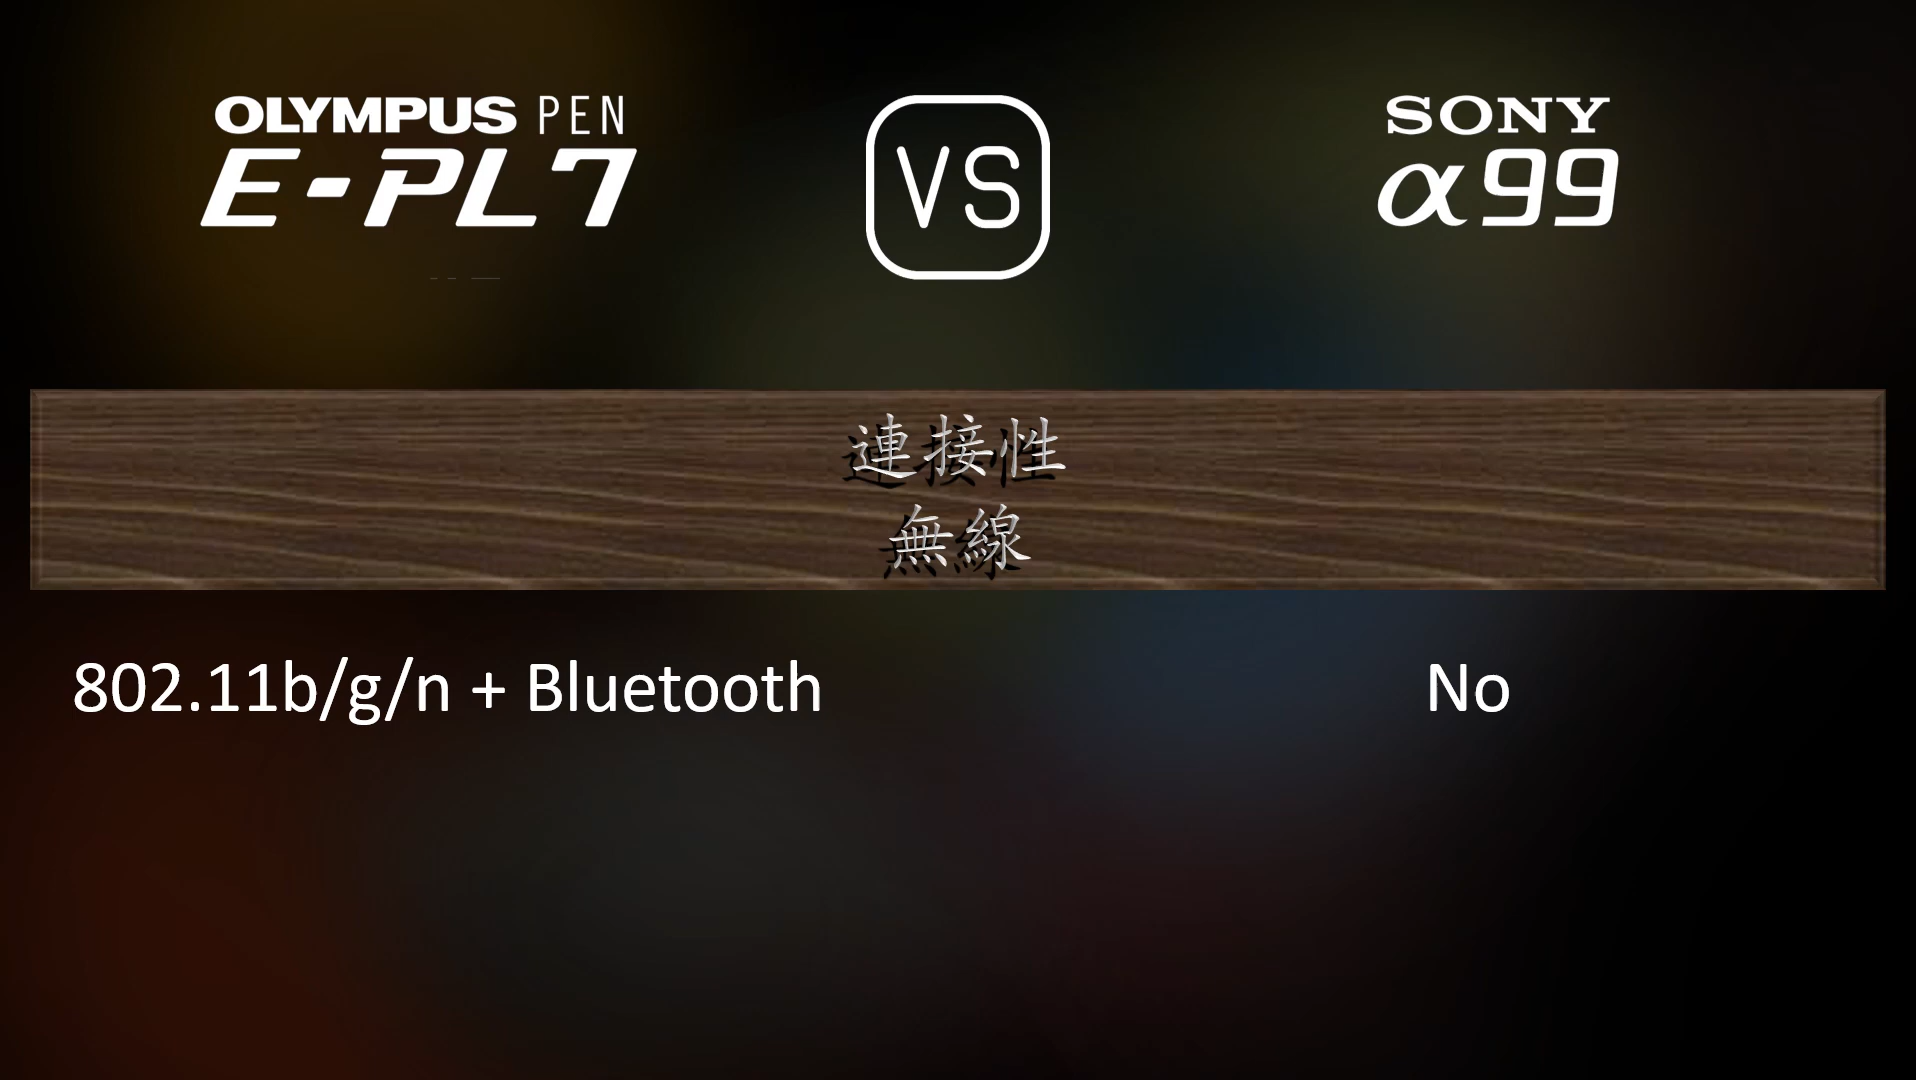 OLYMPUS PEN
E-PL7
VS
SONY
α99
連接性
無線
802.11b/g/n + Bluetooth
No